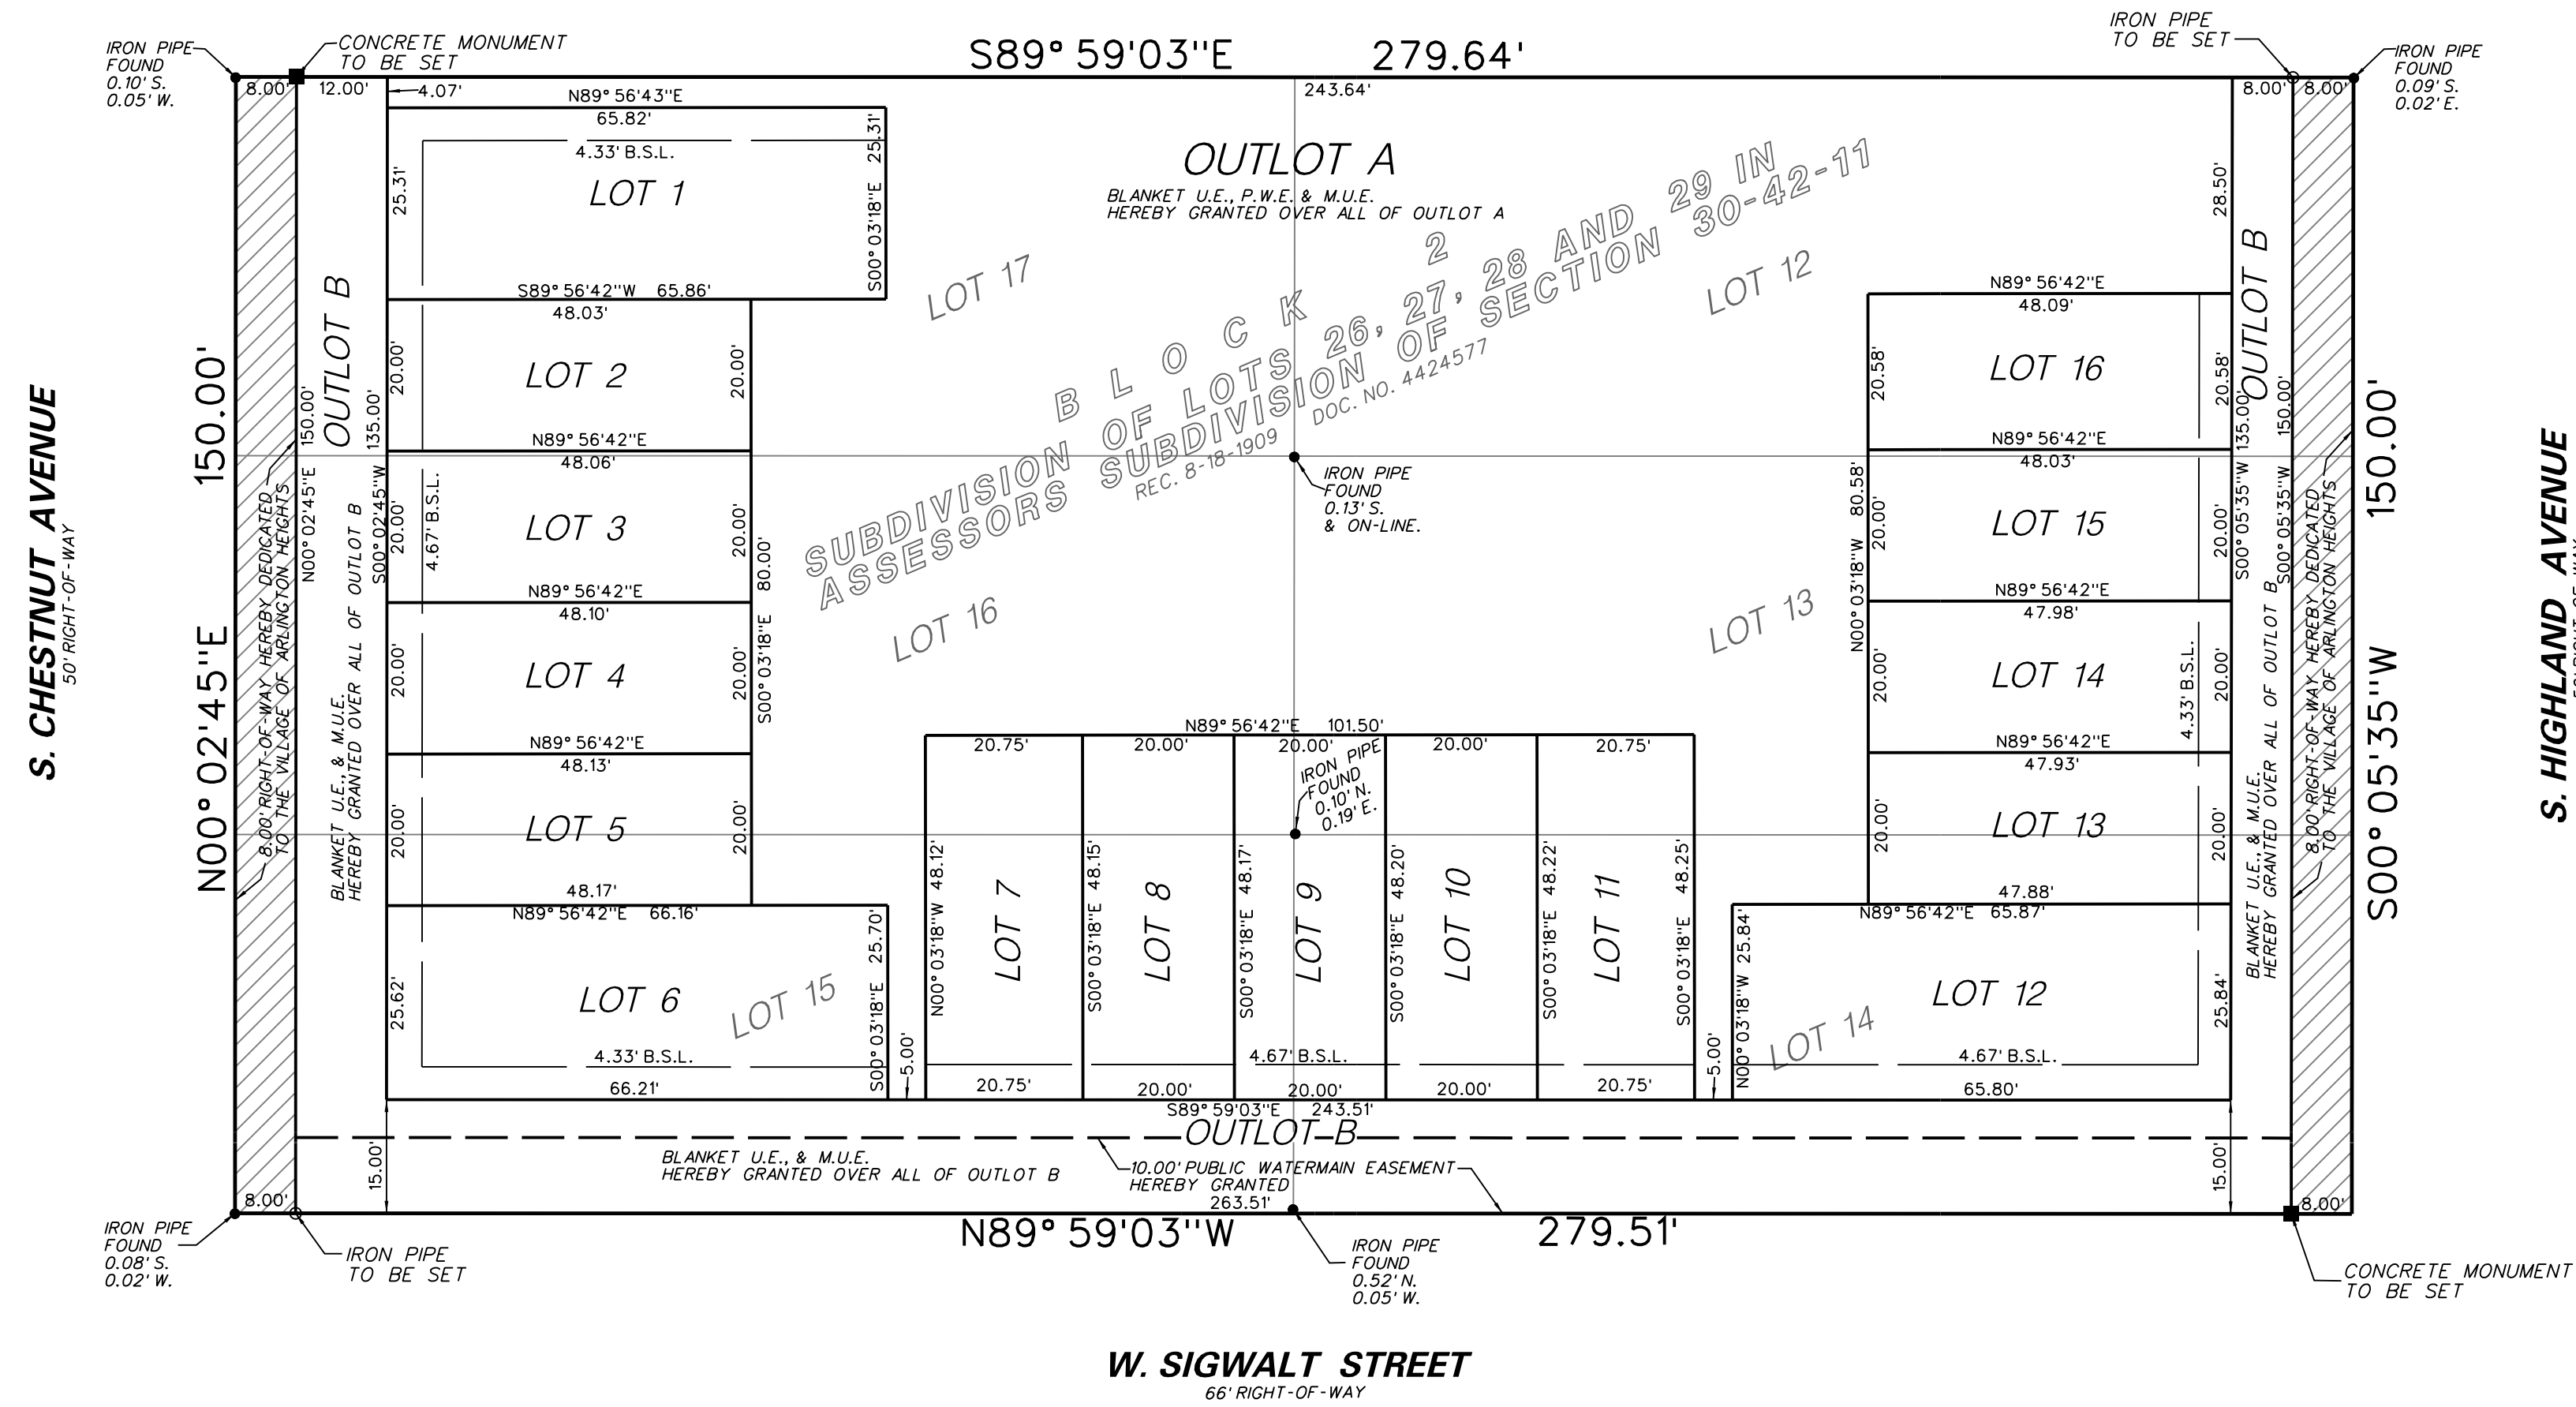 IRON PIPE
FOUND
0.10' S.
0.05' W.
CONCRETE MONUMENT
TO BE SET
S89° 59'03"E 279.64'
IRON PIPE
TO BE SET
IRON PIPE
FOUND
0.09' S.
0.02' E.
8.00'
12.00'
4.07'
243.64'
8.00'
8.00'
N89° 56'43"E
65.82'
4.33' B.S.L.
LOT 1
25.31'
S00° 03'18"E 25.31'
S89° 56'42"W 65.86'
OUTLOT A
BLANKET U.E., P.W.E. & M.U.E.
HEREBY GRANTED OVER ALL OF OUTLOT A
28.50'
LOT 17
LOT 12
BLOCK 2
SUBDIVISION OF LOTS 26, 27, 28 AND 29 IN
ASSESSORS SUBDIVISION OF SECTION 30-42-11
REC. 8-18-1909 DOC. NO. 4424577
IRON PIPE
FOUND
0.13' S.
& ON-LINE.
LOT 16
LOT 13
S. CHESTNUT AVENUE
50' RIGHT-OF-WAY
N00° 02'45"E 150.00'
8.00' RIGHT-OF-WAY HEREBY DEDICATED
TO THE VILLAGE OF ARLINGTON HEIGHTS
N00° 02'45"E 150.00'
OUTLOT B
BLANKET U.E., & M.U.E.
HEREBY GRANTED OVER ALL OF OUTLOT B
S00° 02'45"W 135.00'
48.03'
20.00'
LOT 2
20.00'
N89° 56'42"E
48.06'
20.00'
4.67' B.S.L.
LOT 3
20.00'
N89° 56'42"E
48.10'
20.00'
LOT 4
20.00'
S00° 03'18"E 80.00'
N89° 56'42"E
48.13'
20.00'
LOT 5
20.00'
48.17'
N89° 56'42"E 66.16'
25.62'
LOT 6
LOT 15
S00° 03'18"E 25.70'
4.33' B.S.L.
66.21'
5.00'
N89° 56'42"E 101.50'
20.75'
20.00'
20.00'
20.00'
20.75'
IRON PIPE
FOUND
0.10' N.
0.19' E.
N00° 03'18"W 48.12'
LOT 7
S00° 03'18"E 48.15'
LOT 8
S00° 03'18"E 48.17'
LOT 9
S00° 03'18"E 48.20'
LOT 10
S00° 03'18"E 48.22'
LOT 11
S00° 03'18"E 48.25'
4.67' B.S.L.
20.75'
20.00'
20.00'
20.00'
20.75'
5.00'
N89° 56'42"E
48.09'
20.58'
LOT 16
20.58'
N89° 56'42"E
48.03'
N00° 03'18"W 80.58'
20.00'
LOT 15
20.00'
N89° 56'42"E
47.98'
20.00'
LOT 14
4.33' B.S.L.
20.00'
N89° 56'42"E
47.93'
20.00'
LOT 13
20.00'
47.88'
N89° 56'42"E 65.87'
N00° 03'18"W 25.84'
LOT 12
25.84'
LOT 14
4.67' B.S.L.
65.80'
OUTLOT B
S00° 05'35"W 135.00'
S00° 05'35"W 150.00'
BLANKET U.E., & M.U.E.
HEREBY GRANTED OVER ALL OF OUTLOT B
8.00' RIGHT-OF-WAY HEREBY DEDICATED
TO THE VILLAGE OF ARLINGTON HEIGHTS
S00° 05'35"W 150.00'
S. HIGHLAND AVENUE
S89° 59'03"E 243.51'
OUTLOT B
BLANKET U.E., & M.U.E.
HEREBY GRANTED OVER ALL OF OUTLOT B
10.00' PUBLIC WATERMAIN EASEMENT
HEREBY GRANTED
15.00'
15.00'
8.00'
263.51'
8.00'
N89° 59'03"W 279.51'
IRON PIPE
FOUND
0.08' S.
0.02' W.
IRON PIPE
TO BE SET
IRON PIPE
FOUND
0.52' N.
0.05' W.
CONCRETE MONUMENT
TO BE SET
W. SIGWALT STREET
66' RIGHT-OF-WAY